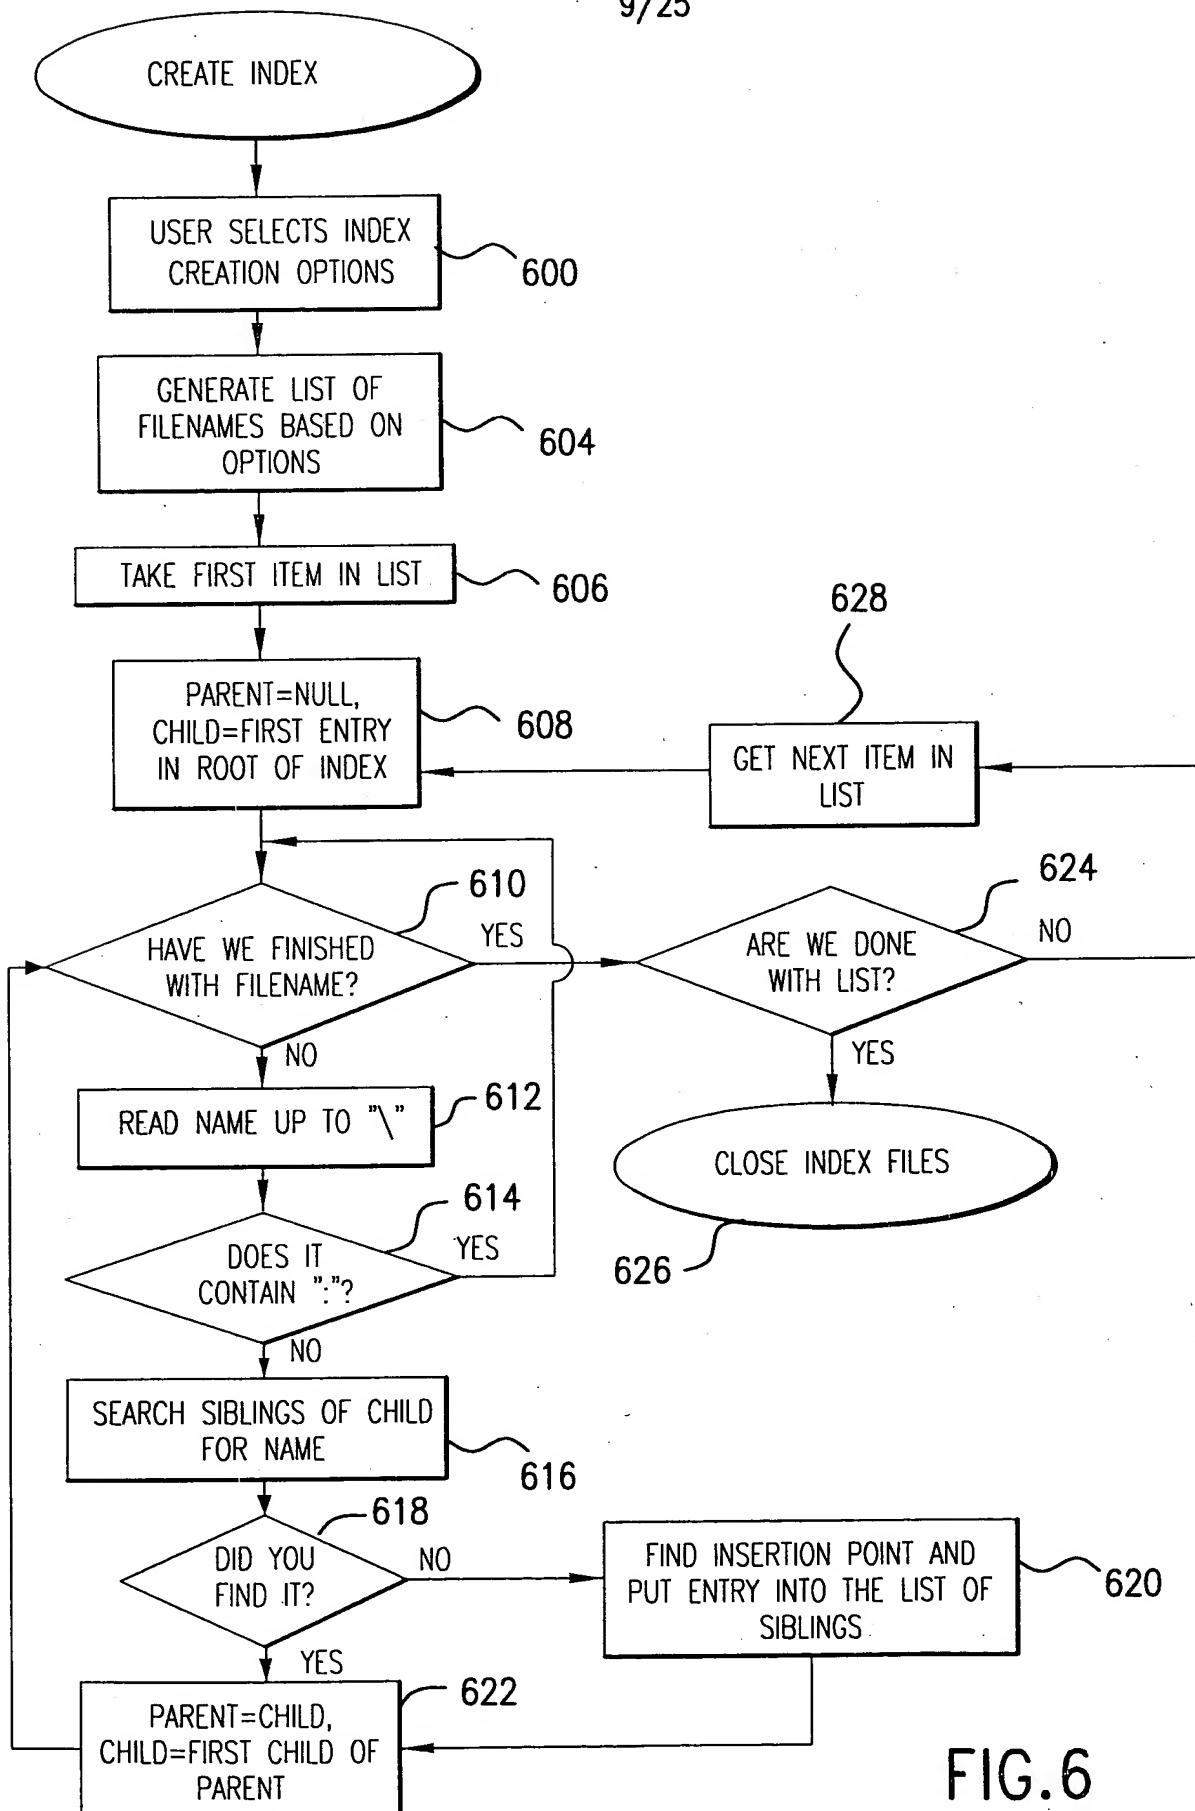 9/25
CREATE INDEX
USER SELECTS INDEX
CREATION OPTIONS
600
GENERATE LIST OF
FILENAMES BASED ON
OPTIONS
604
TAKE FIRST ITEM IN LIST
606
PARENT=NULL,
CHILD=FIRST ENTRY
IN ROOT OF INDEX
608
628
GET NEXT ITEM IN
LIST
610
HAVE WE FINISHED
WITH FILENAME?
YES
NO
624
ARE WE DONE
WITH LIST?
NO
YES
READ NAME UP TO "\"
612
CLOSE INDEX FILES
626
614
DOES IT
CONTAIN ":"?
YES
NO
SEARCH SIBLINGS OF CHILD
FOR NAME
616
618
DID YOU
FIND IT?
NO
YES
FIND INSERTION POINT AND
PUT ENTRY INTO THE LIST OF
SIBLINGS
620
PARENT=CHILD,
CHILD=FIRST CHILD OF
PARENT
622
FIG.6